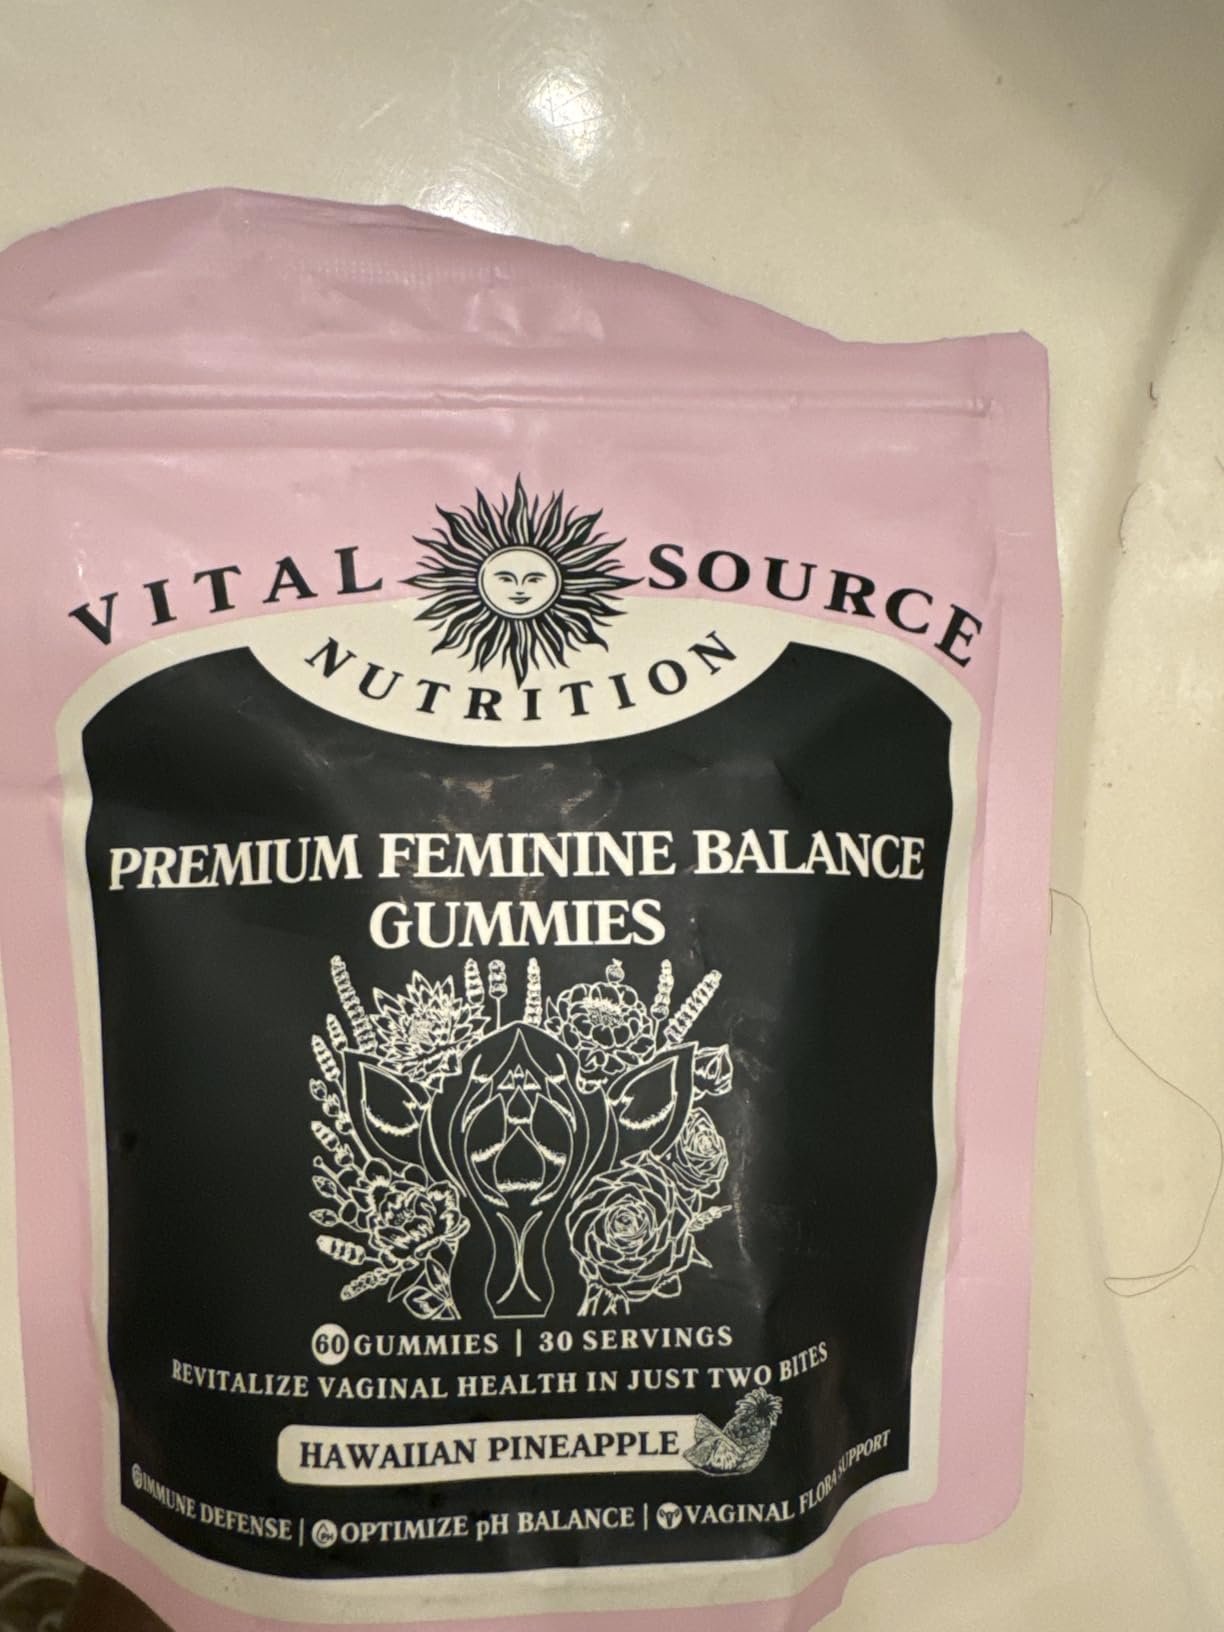 VITAL SOURCE
NUTRITION
PREMIUM FEMININE BALANCE
GUMMIES
60 GUMMIES | 30 SERVINGS
REVITALIZE VAGINAL HEALTH IN JUST TWO BITES
HAWAIIAN PINEAPPLE
IMMUNE DEFENSE | PH OPTIMIZE pH BALANCE | VAGINAL FLORA SUPPORT